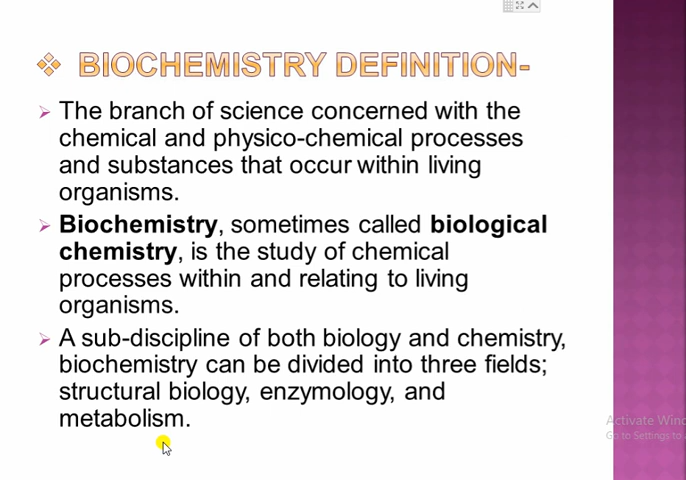 BIOCHEMISTRY DEFINITION-
The branch of science concerned with the
chemical and physico-chemical processes
and substances that occur within living
organisms.
Biochemistry, sometimes called biological
chemistry, is the study of chemical
processes within and relating to living
organisms.
A sub-discipline of both biology and chemistry,
biochemistry can be divided into three fields;
structural biology, enzymology, and
metabolism.
Activate Wind
Go to Settings to a